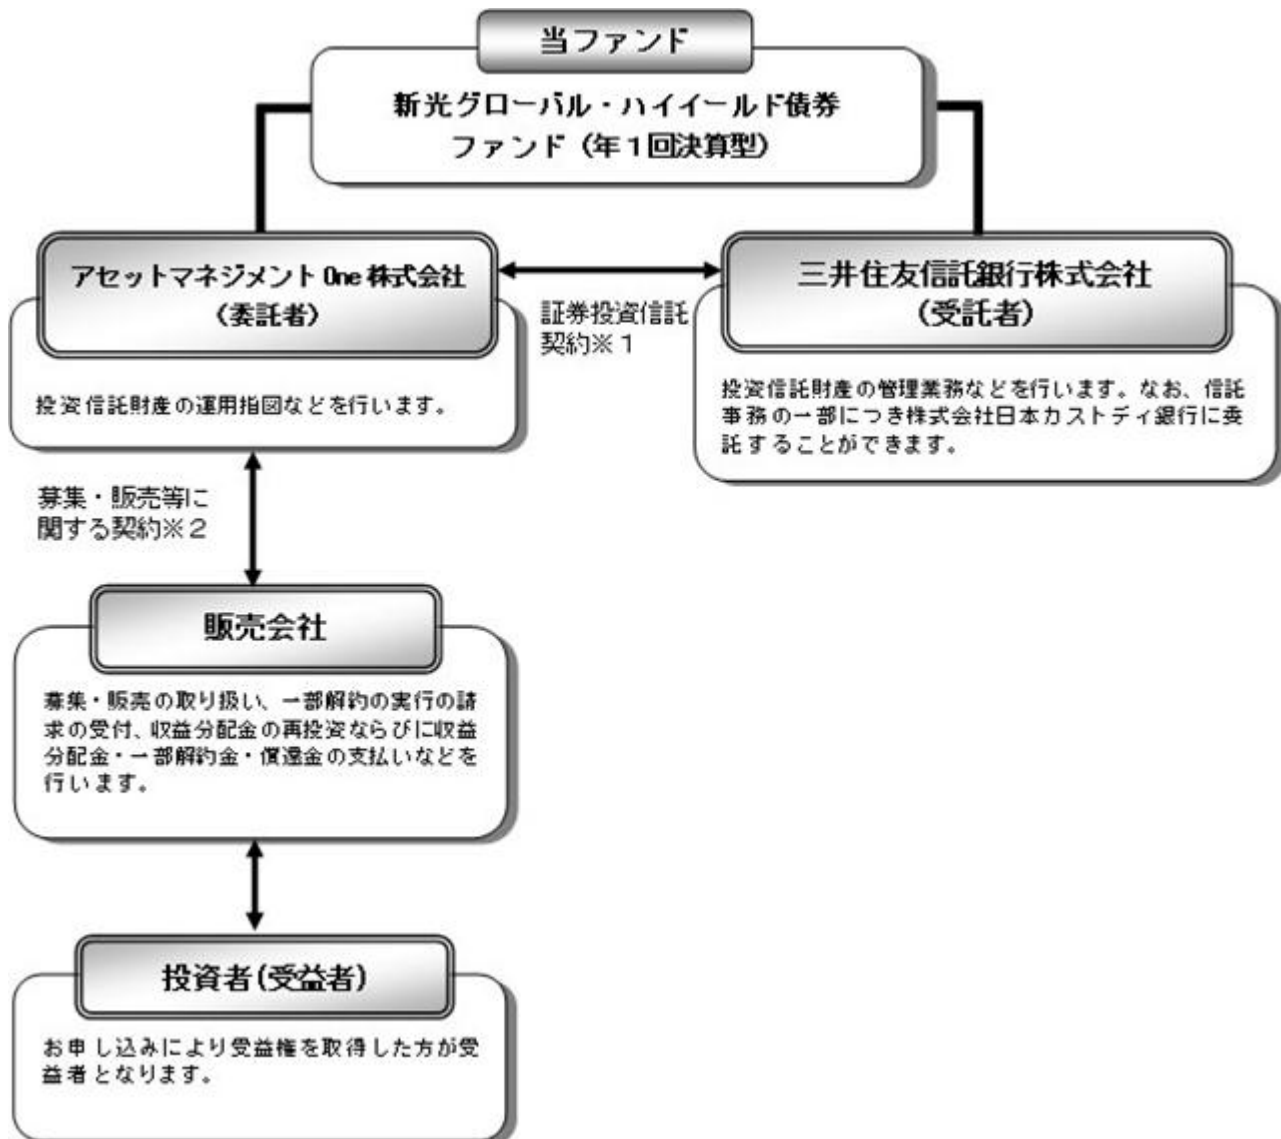 当ファンド
新光グローバル・ハイイールド債券
ファンド（年１回決算型）
アセットマネジメント One 株式会社
（委託者）
投資信託財産の運用指図などを行います。
証券投資信託
契約※１
三井住友信託銀行株式会社
（受託者）
投資信託財産の管理業務などを行います。なお、信託
事務の一部につき株式会社日本カストディ銀行に委
託することができます。
募集・販売等に
関する契約※２
販売会社
募集・販売の取り扱い、一部解約の実行の請
求の受付、収益分配金の再投資ならびに収益
分配金・一部解約金・償還金の支払いなどを
行います。
投資者(受益者)
お申し込みにより受益権を取得した方が受
益者となります。